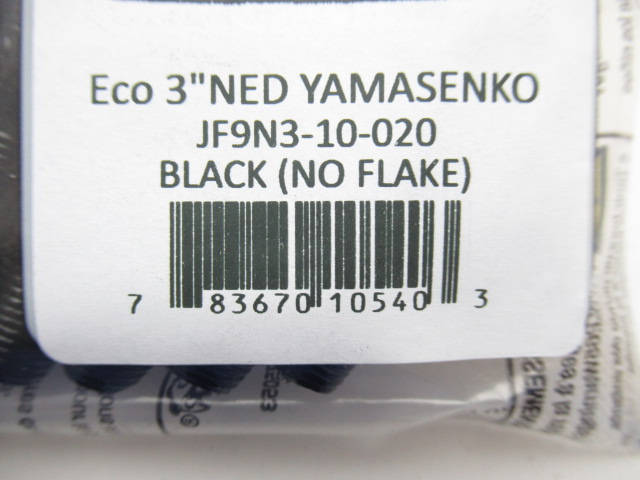 Eco 3"NED YAMASENKO
JF9N3-10-020
BLACK (NO FLAKE)
7 83670 10540 3